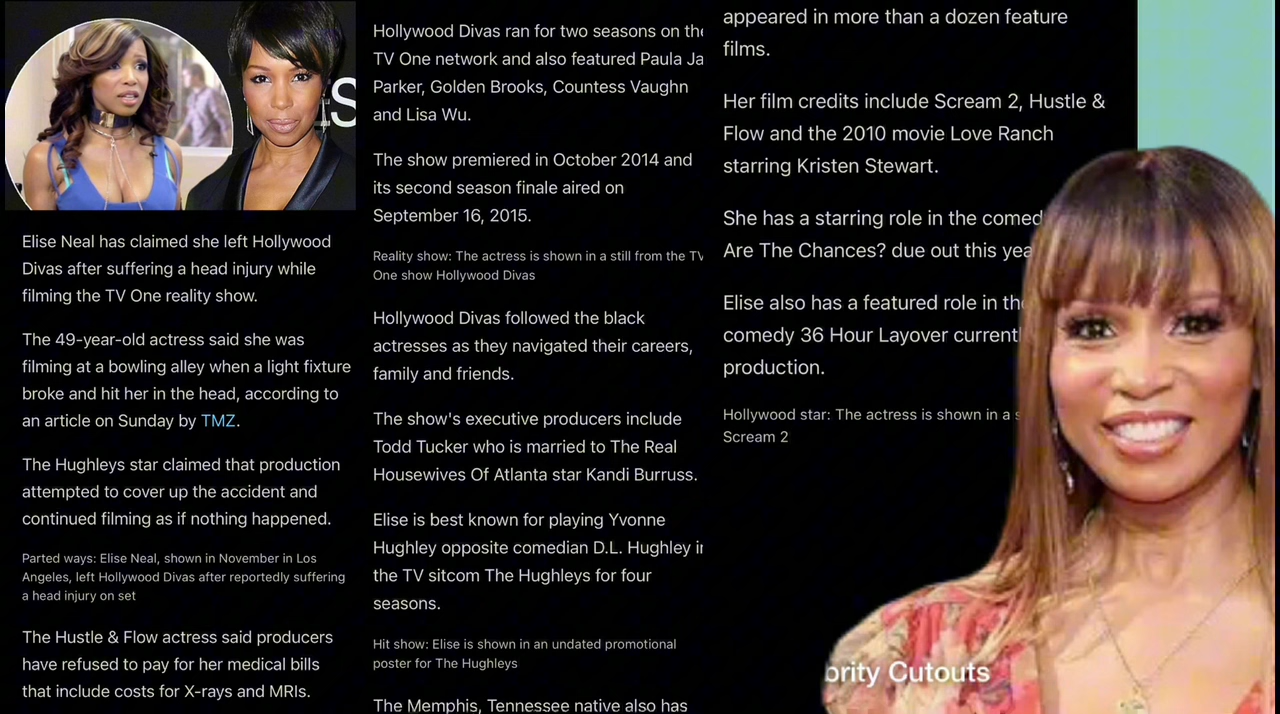 S
Elise Neal has claimed she left Hollywood
Divas after suffering a head injury while
filming the TV One reality show.
The 49-year-old actress said she was
filming at a bowling alley when a light fixture
broke and hit her in the head, according to
an article on Sunday by TMZ.
The Hughleys star claimed that production
attempted to cover up the accident and
continued filming as if nothing happened.
Parted ways: Elise Neal, shown in November in Los
Angeles, left Hollywood Divas after reportedly suffering
a head injury on set
The Hustle & Flow actress said producers
have refused to pay for her medical bills
that include costs for X-rays and MRIs.
Hollywood Divas ran for two seasons on the
TV One network and also featured Paula Ja
Parker, Golden Brooks, Countess Vaughn
and Lisa Wu.
The show premiered in October 2014 and
its second season finale aired on
September 16, 2015.
Reality show: The actress is shown in a still from the TV
One show Hollywood Divas
Hollywood Divas followed the black
actresses as they navigated their careers,
family and friends.
The show's executive producers include
Todd Tucker who is married to The Real
Housewives Of Atlanta star Kandi Burruss.
Elise is best known for playing Yvonne
Hughley opposite comedian D.L. Hughley in
the TV sitcom The Hughleys for four
seasons.
Hit show: Elise is shown in an undated promotional
poster for The Hughleys
The Memphis, Tennessee native also has
appeared in more than a dozen feature
films.
Her film credits include Scream 2, Hustle &
Flow and the 2010 movie Love Ranch
starring Kristen Stewart.
She has a starring role in the comed
Are The Chances? due out this yea
Elise also has a featured role in the
comedy 36 Hour Layover currentl
production.
Hollywood star: The actress is shown in a s
Scream 2
brity Cutouts